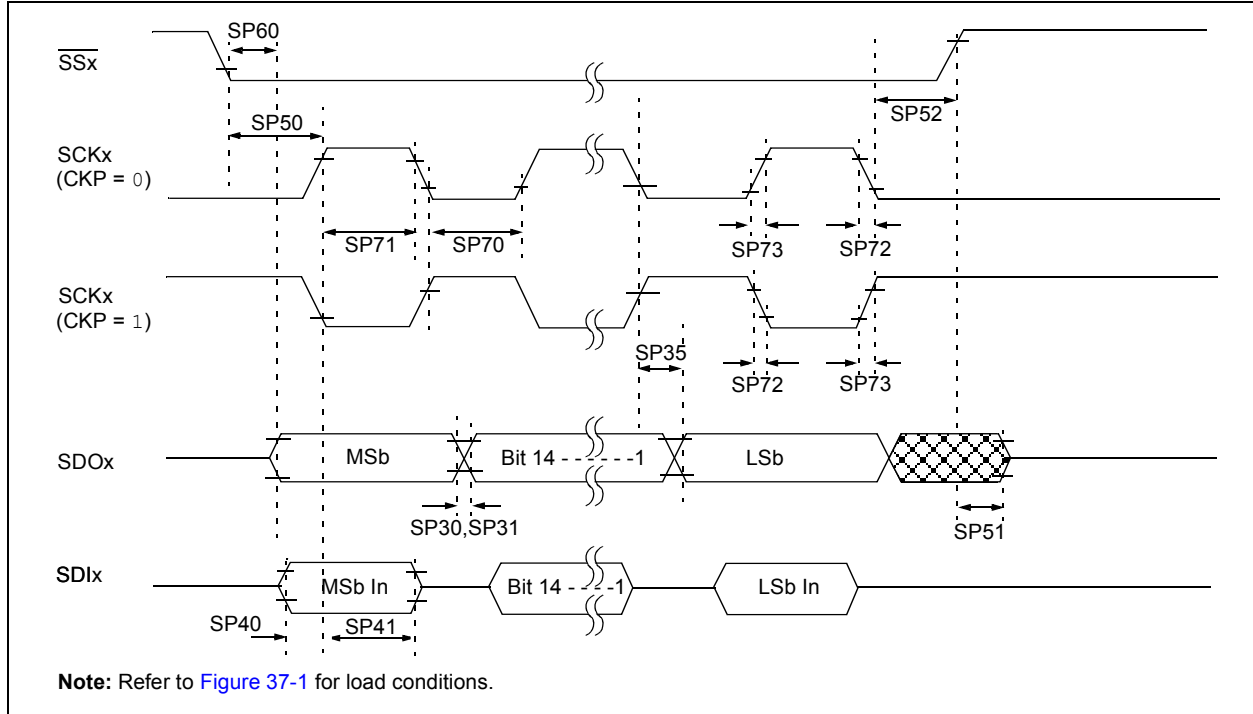 SP60
SSx
SP52
SP50
SCKx
(CKP = 0)
SP71
SP70
SP73
SP72
SCKx
(CKP = 1)
SP35
SP72
SP73
SDOx
MSb
Bit 14 - - - - - -1
LSb
SP30,SP31
SP51
SDIx
MSb In
Bit 14 - - - -1
LSb In
SP40
SP41
Note: Refer to Figure 37-1 for load conditions.